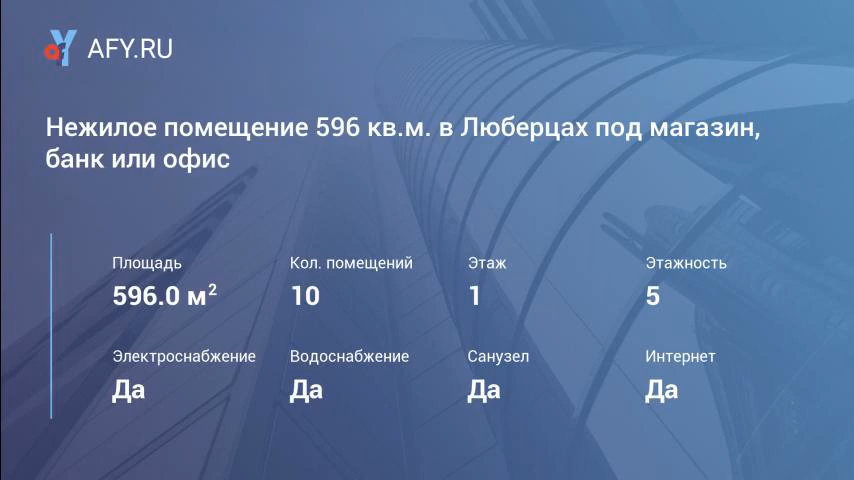 AFY.RU
Нежилое помещение 596 кв.м. в Люберцах под магазин,
банк или офис
Площадь Кол. помещений Этаж Этажность
596.0 м² 10 1 5
Электроснабжение Водоснабжение Санузел Интернет
Да Да Да Да